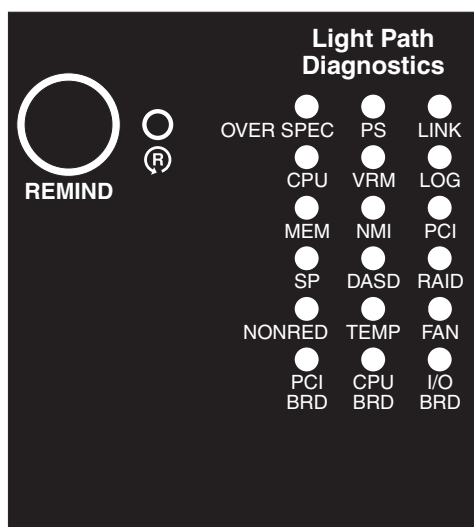 Light Path
Diagnostics
REMIND
R
OVER SPEC PS LINK
CPU VRM LOG
MEM NMI PCI
SP DASD RAID
NONRED TEMP FAN
PCI CPU I/O
BRD BRD BRD